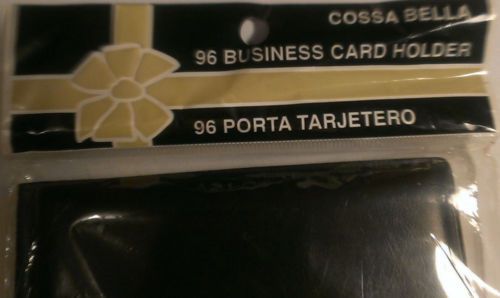 COSSA BELLA
96 BUSINESS CARD HOLDER
96 PORTA TARJETERO